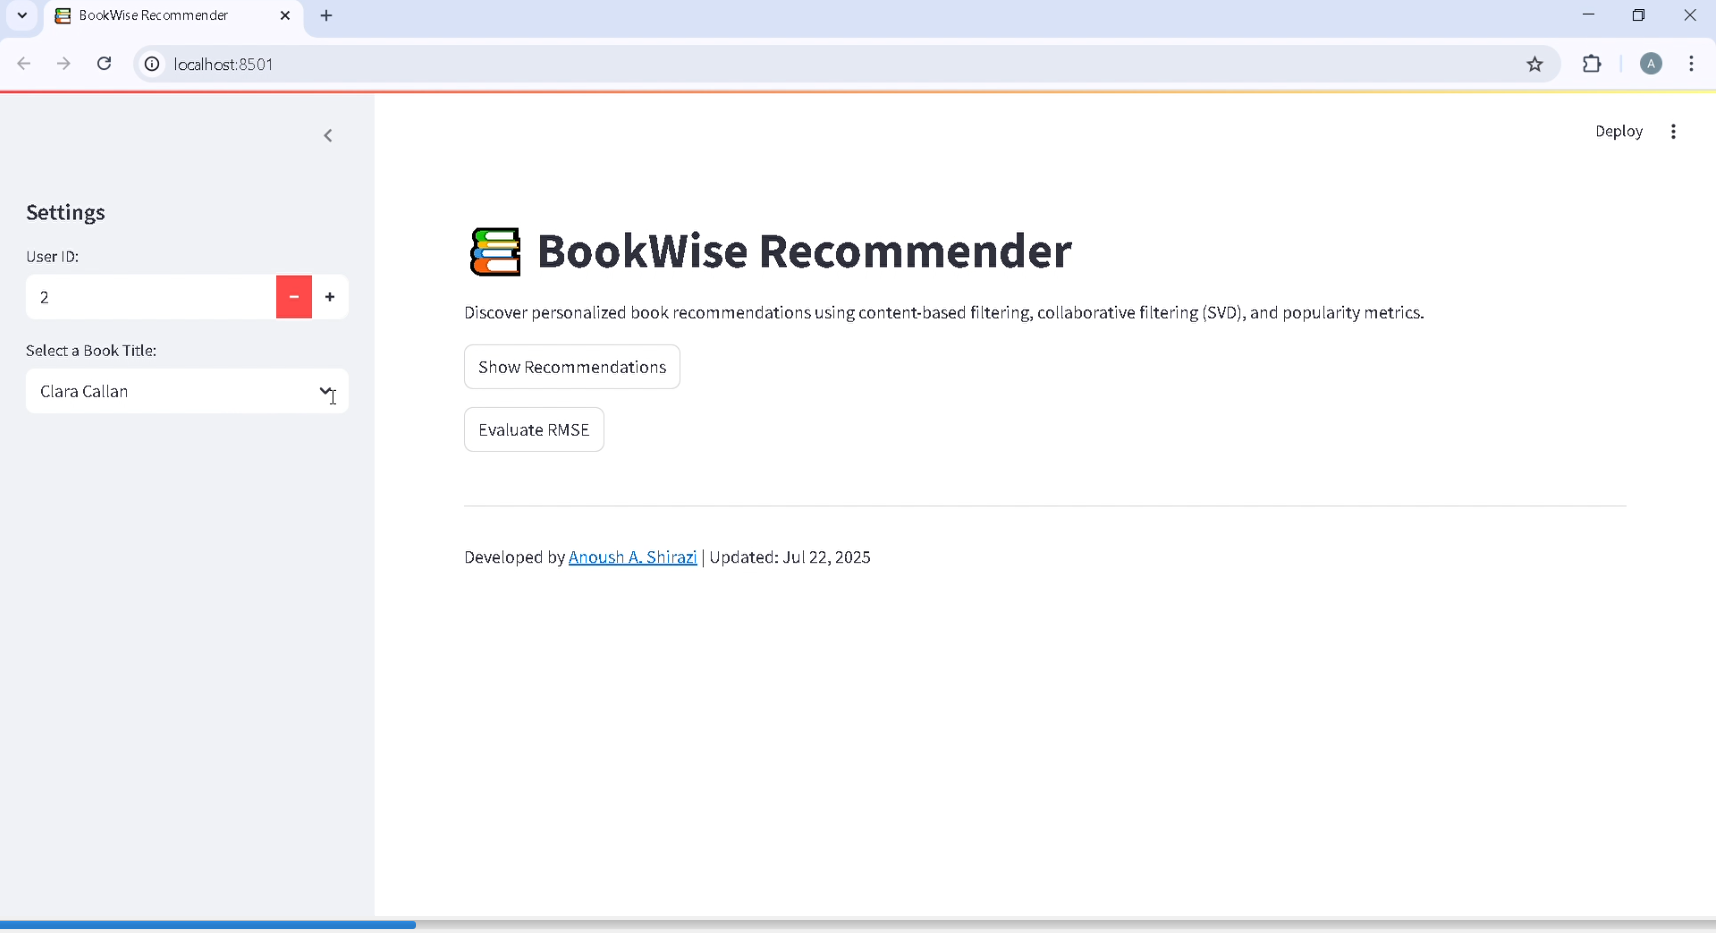 BookWise Recommender
localhost:8501
A
Deploy
Settings
User ID:
2
Select a Book Title:
Clara Callan
BookWise Recommender
Discover personalized book recommendations using content-based filtering, collaborative filtering (SVD), and popularity metrics.
Show Recommendations
Evaluate RMSE
Developed by Anoush A. Shirazi | Updated: Jul 22, 2025